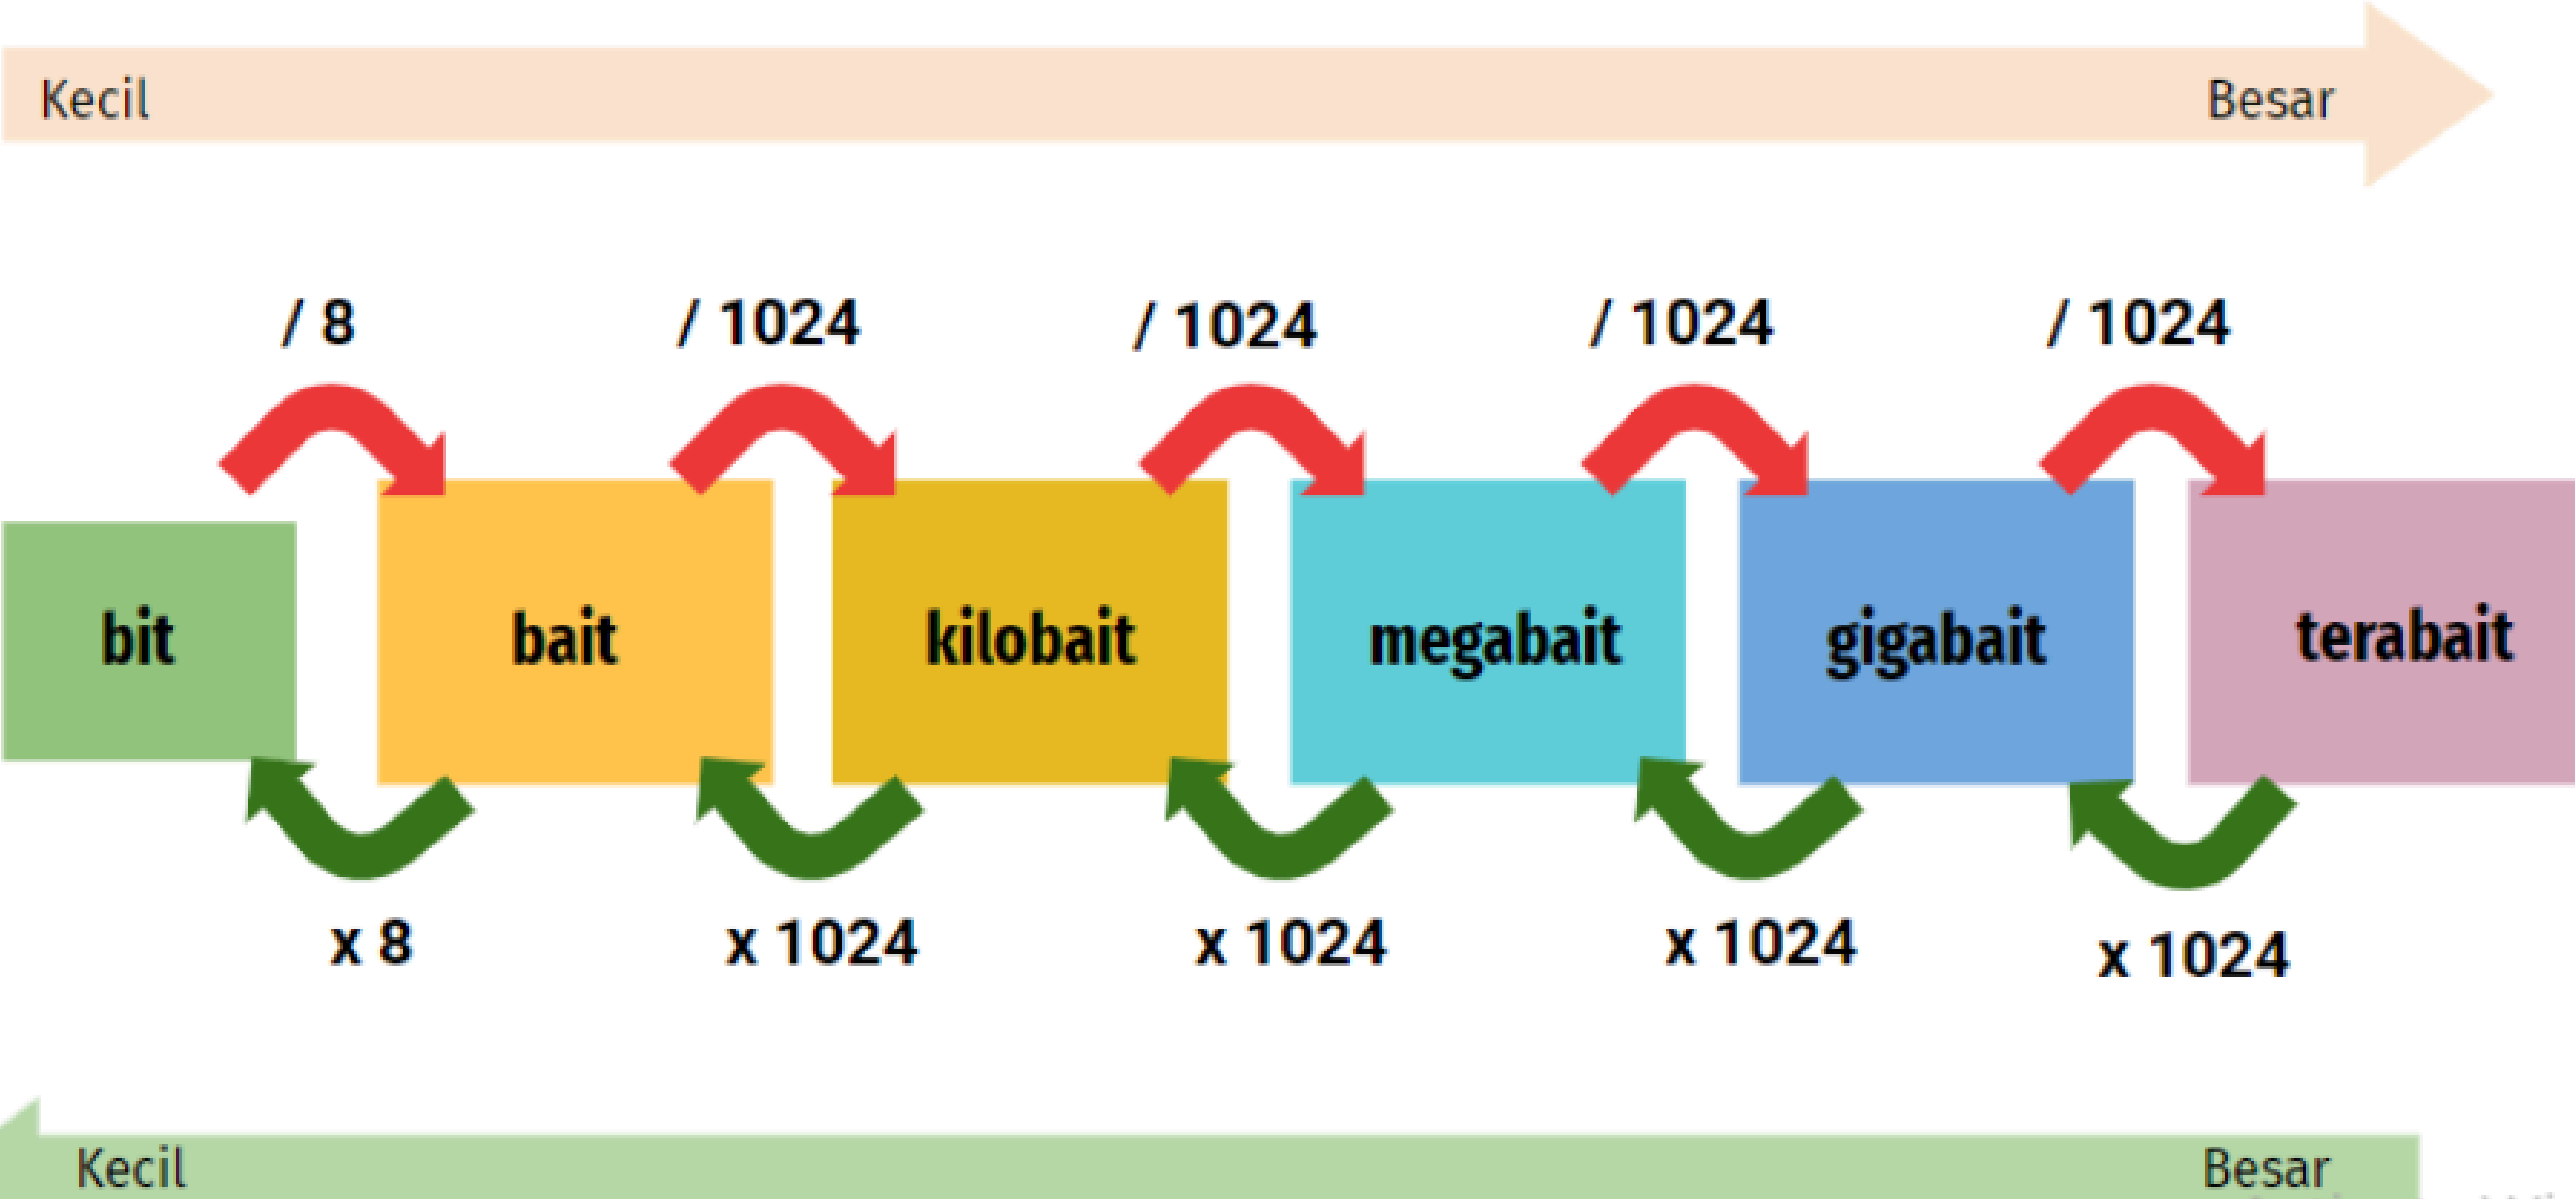 Kecil Besar
/ 8 / 1024 / 1024 / 1024 / 1024
bit bait kilobait megabait gigabait terabait
x 8 x 1024 x 1024 x 1024 x 1024
Kecil Besar